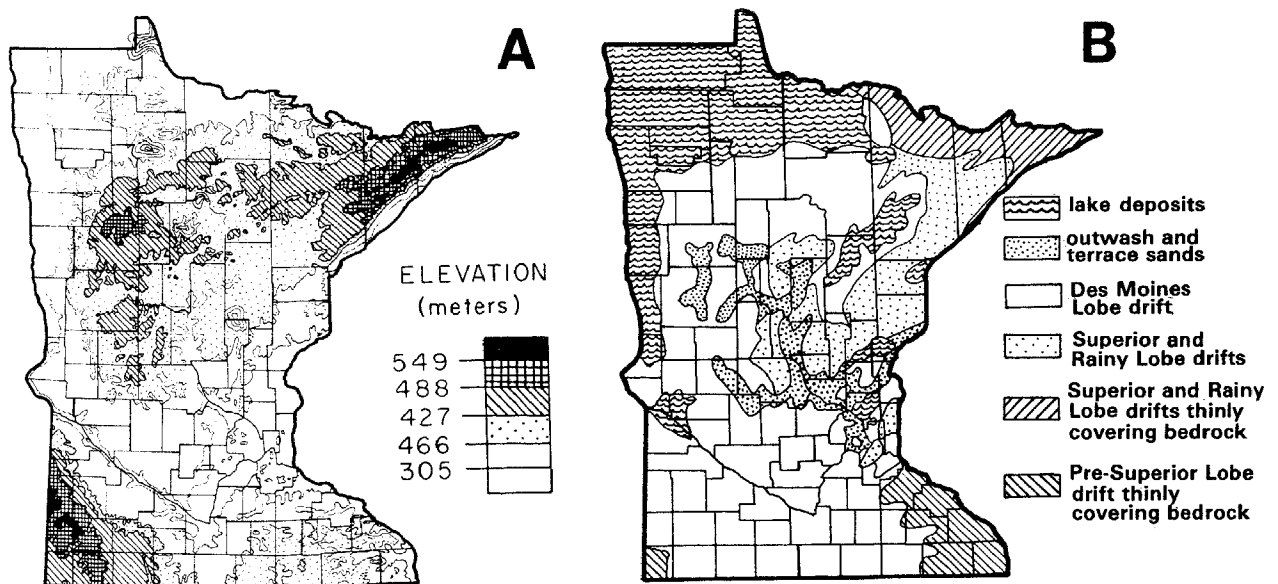 A
ELEVATION
(meters)
549
488
427
466
305
B
lake deposits
outwash and
terrace sands
Des Moines
Lobe drift
Superior and
Rainy Lobe drifts
Superior and Rainy
Lobe drifts thinly
covering bedrock
Pre-Superior Lobe
drift thinly
covering bedrock